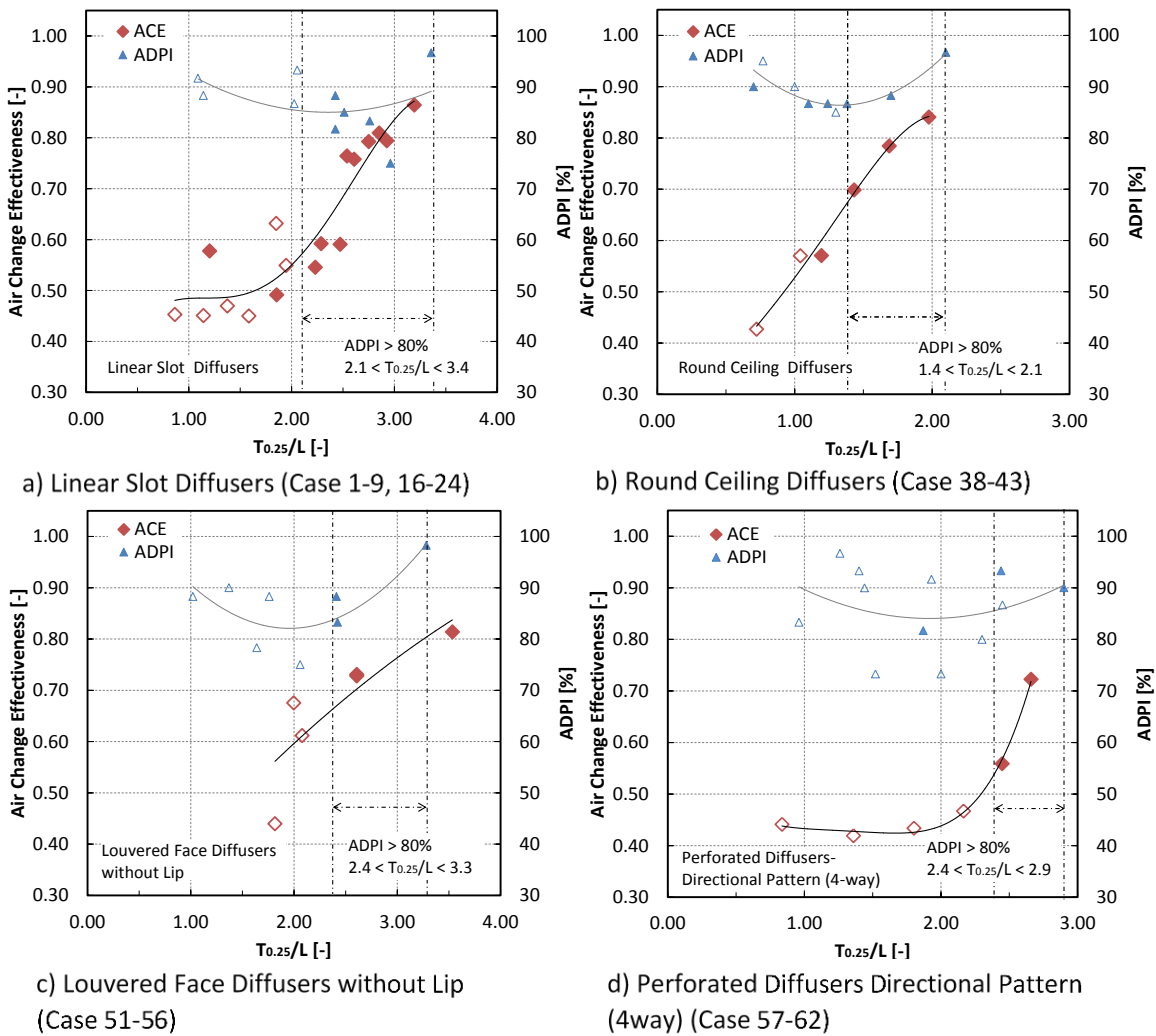 ACE
ADPI
1.00
0.90
0.80
0.70
0.60
0.50
0.40
0.30
Air Change Effectiveness [-]
100
90
80
70
60
50
40
30
ADPI [%]
Linear Slot Diffusers
ADPI > 80%
2.1 < T0.25/L < 3.4
0.00 1.00 2.00 3.00 4.00
T0.25/L [-]
a) Linear Slot Diffusers (Case 1-9, 16-24)
ACE
ADPI
1.00
0.90
0.80
0.70
0.60
0.50
0.40
0.30
Air Change Effectiveness [-]
100
90
80
70
60
50
40
30
ADPI [%]
Round Ceiling Diffusers
ADPI > 80%
1.4 < T0.25/L < 2.1
0.00 1.00 2.00 3.00
T0.25/L [-]
b) Round Ceiling Diffusers (Case 38-43)
ACE
ADPI
1.00
0.90
0.80
0.70
0.60
0.50
0.40
0.30
Air Change Effectiveness [-]
100
90
80
70
60
50
40
30
ADPI [%]
Louvered Face Diffusers
without Lip
ADPI > 80%
2.4 < T0.25/L < 3.3
0.00 1.00 2.00 3.00 4.00
T0.25/L [-]
c) Louvered Face Diffusers without Lip
(Case 51-56)
ACE
ADPI
1.00
0.90
0.80
0.70
0.60
0.50
0.40
0.30
Air Change Effectiveness [-]
100
90
80
70
60
50
40
30
ADPI [%]
Perforated Diffusers-
Directional Pattern (4-way)
ADPI > 80%
2.4 < T0.25/L < 2.9
0.00 1.00 2.00 3.00
T0.25/L [-]
d) Perforated Diffusers Directional Pattern
(4way) (Case 57-62)